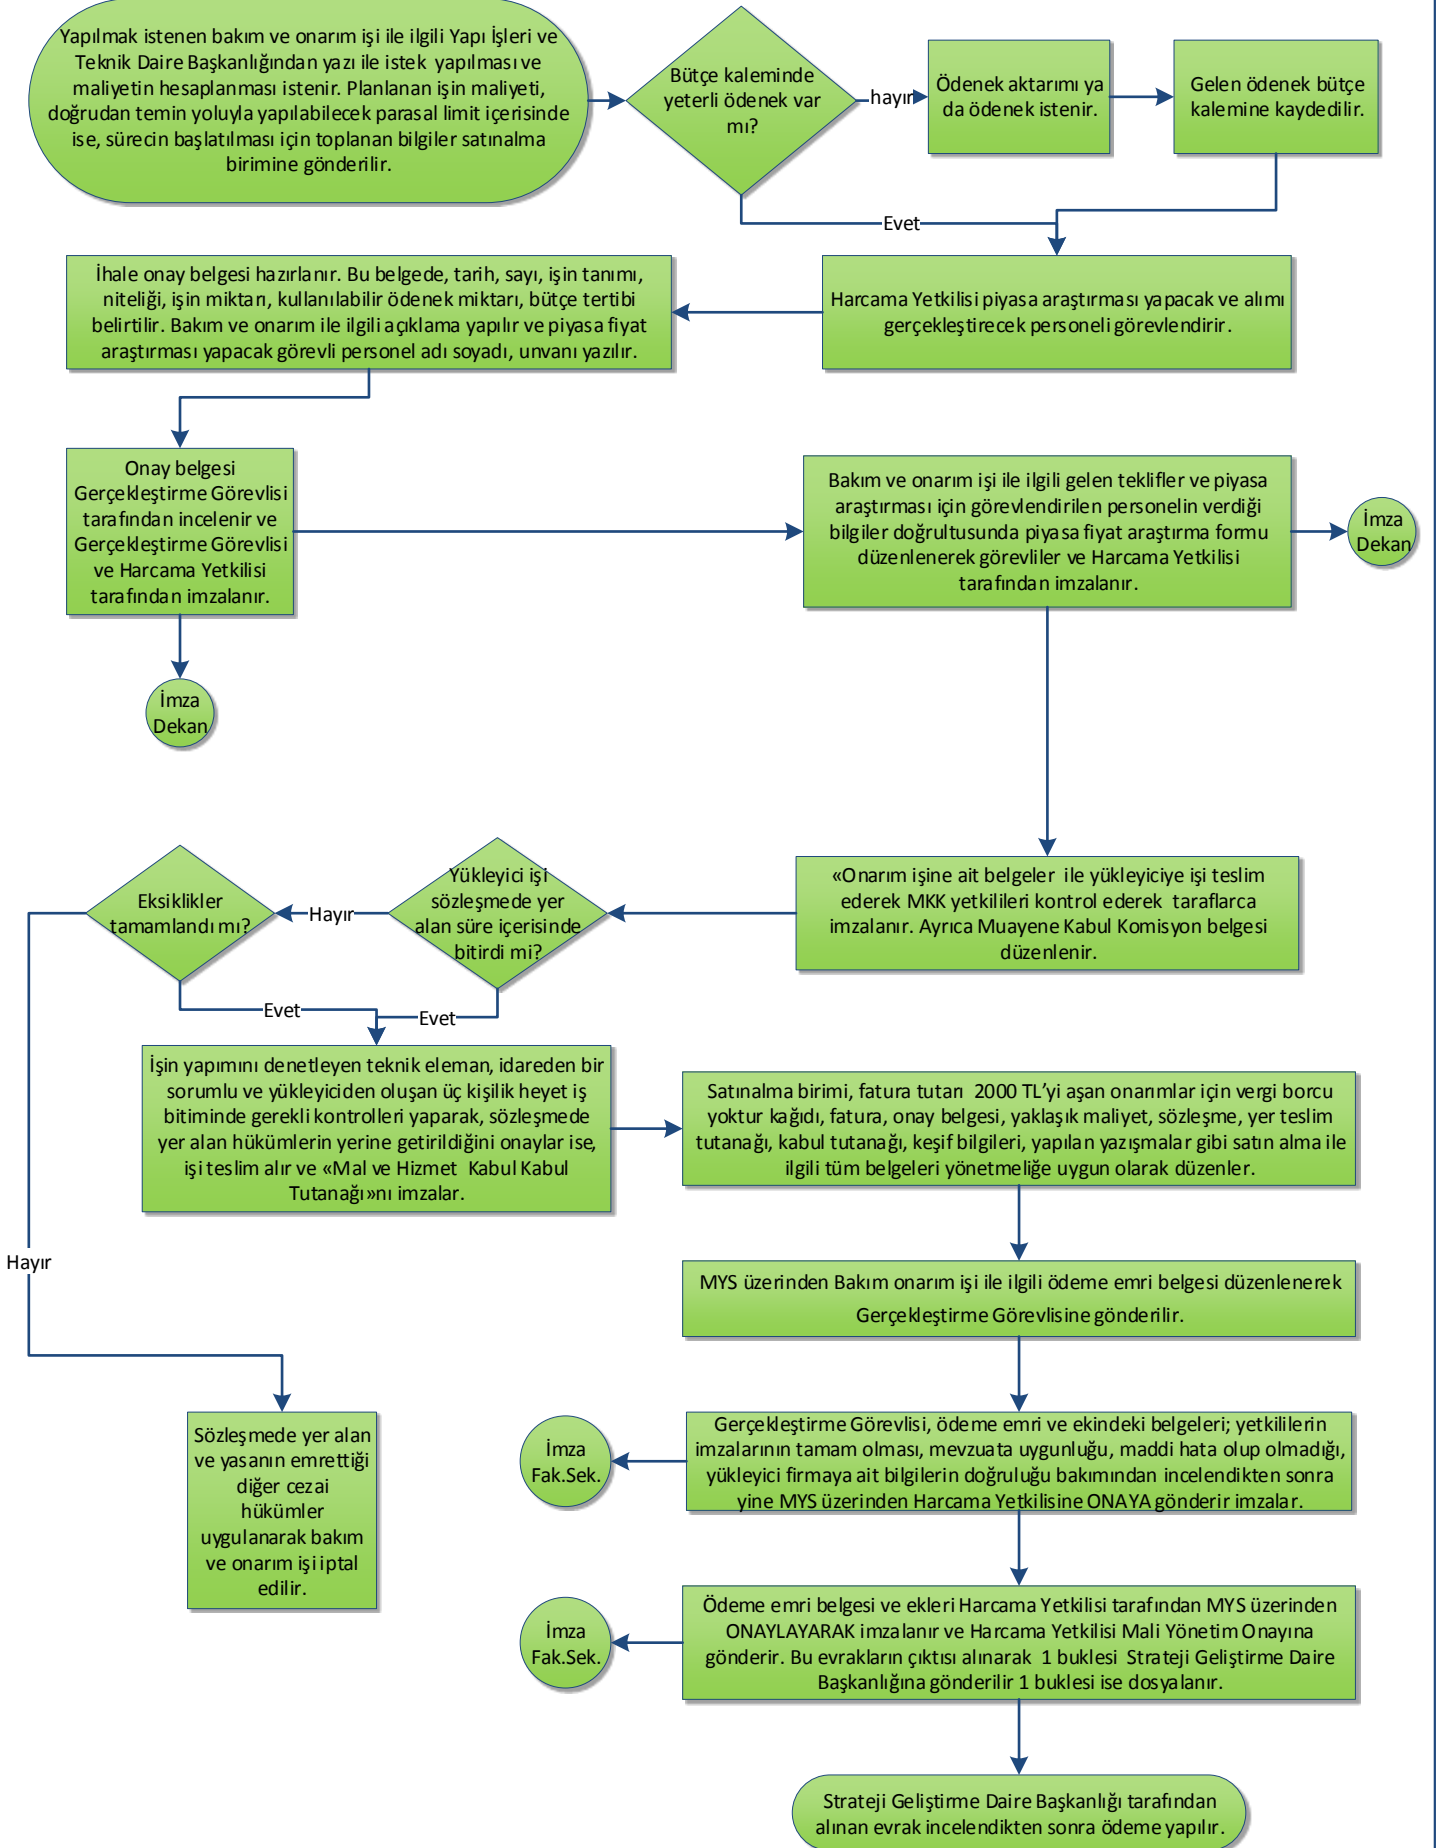 Yapılmak istenen bakım ve onarım işi ile ilgili Yapı İşleri ve
Teknik Daire Başkanlığından yazı ile istek yapılması ve
maliyetin hesaplanması istenir. Planlanan işin maliyeti,
doğrudan temin yoluyla yapılabilecek parasal limit içerisinde
ise, sürecin başlatılması için toplanan bilgiler satınalma
birimine gönderilir.
Bütçe kaleminde
yeterli ödenek var
mı?
hayır
Ödenek aktarımı ya
da ödenek istenir.
Gelen ödenek bütçe
kalemine kaydedilir.
Evet
Harcama Yetkilisi piyasa araştırması yapacak ve alımı
gerçekleştirecek personeli görevlendirir.
İhale onay belgesi hazırlanır. Bu belgede, tarih, sayı, işin tanımı,
niteliği, işin miktarı, kullanılabilir ödenek miktarı, bütçe tertibi
belirtilir. Bakım ve onarım ile ilgili açıklama yapılır ve piyasa fiyat
araştırması yapacak görevli personel adı soyadı, unvanı yazılır.
Onay belgesi
Gerçekleştirme Görevlisi
tarafından incelenir ve
Gerçekleştirme Görevlisi
ve Harcama Yetkilisi
tarafından imzalanır.
İmza
Dekan
Bakım ve onarım işi ile ilgili gelen teklifler ve piyasa
araştırması için görevlendirilen personelin verdiği
bilgiler doğrultusunda piyasa fiyat araştırma formu
düzenlenerek görevliler ve Harcama Yetkilisi
tarafından imzalanır.
İmza
Dekan
«Onarım işine ait belgeler ile yükleyiciye işi teslim
ederek MKK yetkilileri kontrol ederek taraflarca
imzalanır. Ayrıca Muayene Kabul Komisyon belgesi
düzenlenir.
Yükleyici işi
sözleşmede yer
alan süre içerisinde
bitirdi mi?
Hayır
Eksiklikler
tamamlandı mı?
Evet
Evet
İşin yapımını denetleyen teknik eleman, idareden bir
sorumlu ve yükleyiciden oluşan üç kişilik heyet iş
bitiminde gerekli kontrolleri yaparak, sözleşmede
yer alan hükümlerin yerine getirildiğini onaylar ise,
işi teslim alır ve «Mal ve Hizmet Kabul Kabul
Tutanağı»nı imzalar.
Satınalma birimi, fatura tutarı 2000 TL’yi aşan onarımlar için vergi borcu
yoktur kağıdı, fatura, onay belgesi, yaklaşık maliyet, sözleşme, yer teslim
tutanağı, kabul tutanağı, keşif bilgileri, yapılan yazışmalar gibi satın alma ile
ilgili tüm belgeleri yönetmeliğe uygun olarak düzenler.
Hayır
MYS üzerinden Bakım onarım işi ile ilgili ödeme emri belgesi düzenlenerek
Gerçekleştirme Görevlisine gönderilir.
Sözleşmede yer alan
ve yasanın emrettiği
diğer cezai
hükümler
uygulanarak bakım
ve onarım işi iptal
edilir.
İmza
Fak.Sek.
Gerçekleştirme Görevlisi, ödeme emri ve ekindeki belgeleri; yetkililerin
imzalarının tamam olması, mevzuata uygunluğu, maddi hata olup olmadığı,
yükleyici firmaya ait bilgilerin doğruluğu bakımından incelendikten sonra
yine MYS üzerinden Harcama Yetkilisine ONAYA gönderir imzalar.
İmza
Fak.Sek.
Ödeme emri belgesi ve ekleri Harcama Yetkilisi tarafından MYS üzerinden
ONAYLAYARAK imzalanır ve Harcama Yetkilisi Mali Yönetim Onayına
gönderir. Bu evrakların çıktısı alınarak 1 buklesi Strateji Geliştirme Daire
Başkanlığına gönderilir 1 buklesi ise dosyalanır.
Strateji Geliştirme Daire Başkanlığı tarafından
alınan evrak incelendikten sonra ödeme yapılır.